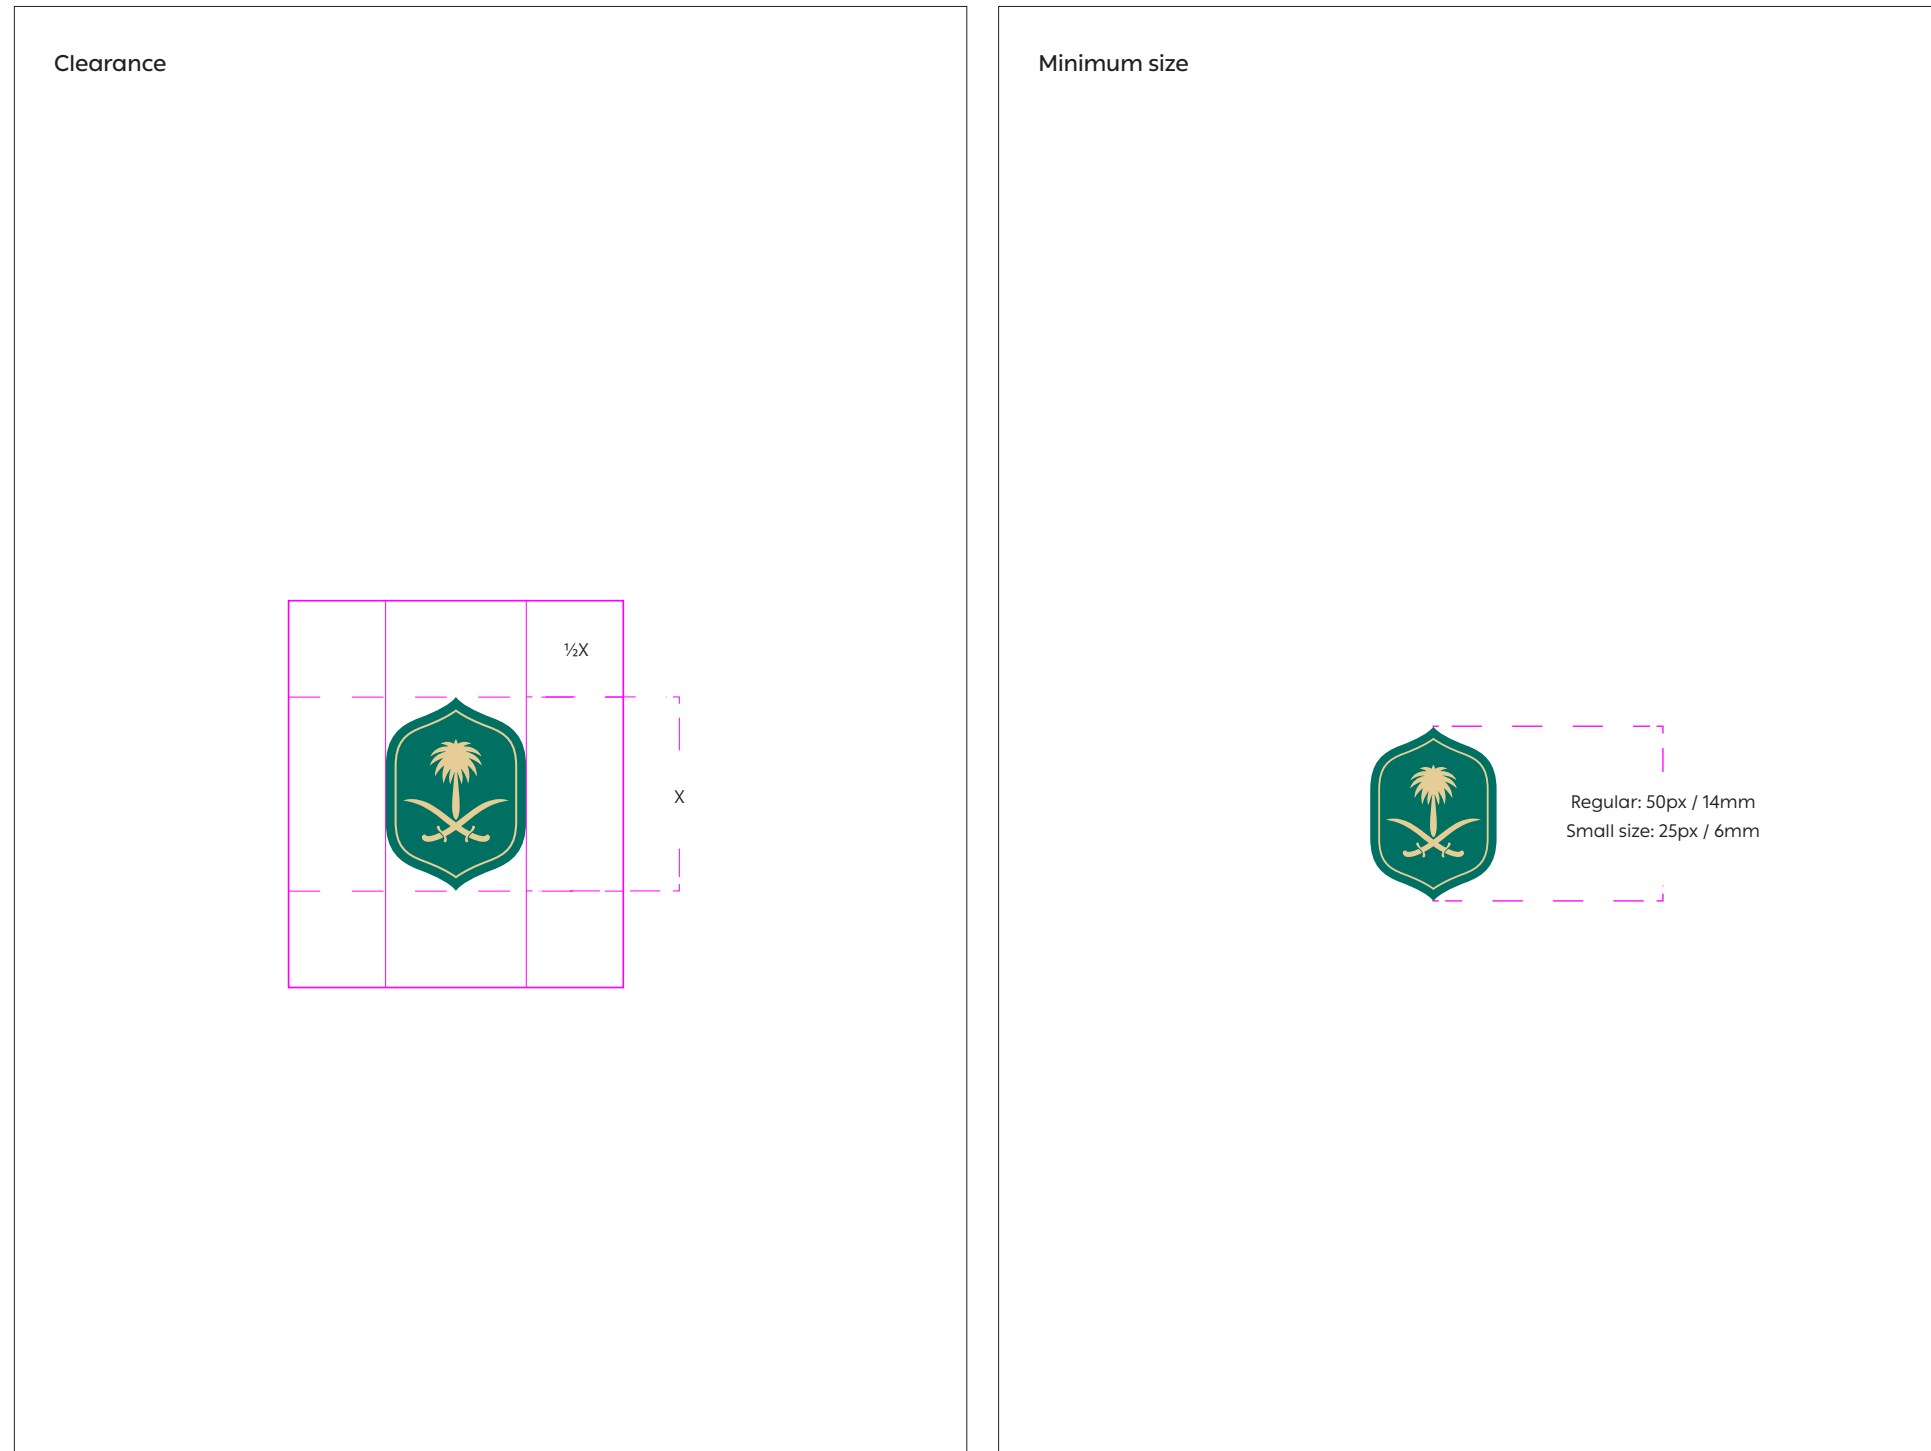 Clearance
½X
X
Minimum size
Regular: 50px / 14mm
Small size: 25px / 6mm